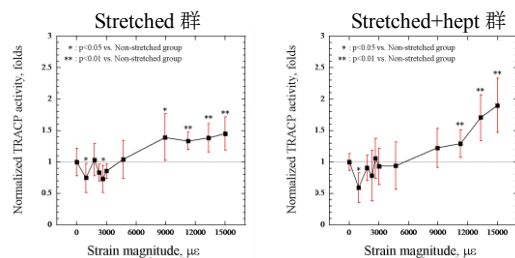 Stretched 群
* : p<0.05 vs. Non-stretched group
** : p<0.01 vs. Non-stretched group
Normalized TRACP activity, folds
3
2.5
2
1.5
1
0.5
0
* * * ** ** **
0 3000 6000 9000 12000 15000
Strain magnitude, με
Stretched+hept 群
* : p<0.05 vs. Non-stretched group
** : p<0.01 vs. Non-stretched group
Normalized TRACP activity, folds
3
2.5
2
1.5
1
0.5
0
* ** ** **
0 3000 6000 9000 12000 15000
Strain magnitude, με